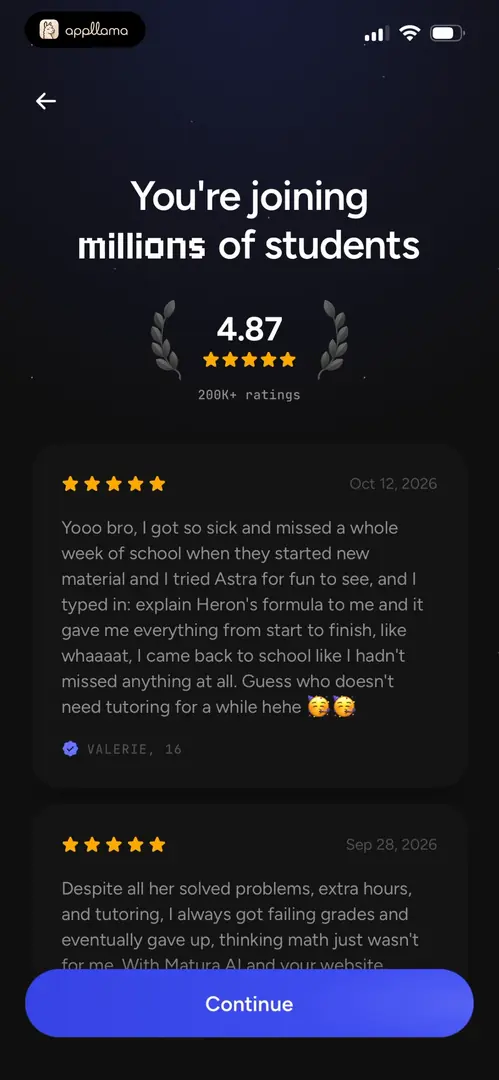 appllama
You're joining
millions of students
4.87
200K+ ratings
Oct 12, 2026
Yooo bro, I got so sick and missed a whole
week of school when they started new
material and I tried Astra for fun to see, and I
typed in: explain Heron's formula to me and it
gave me everything from start to finish, like
whaaaat, I came back to school like I hadn't
missed anything at all. Guess who doesn't
need tutoring for a while hehe 🥳🥳
VALERIE, 16
Sep 28, 2026
Despite all her solved problems, extra hours,
and tutoring, I always got failing grades and
eventually gave up, thinking math just wasn't
for me. With Matura AI and your website
Continue